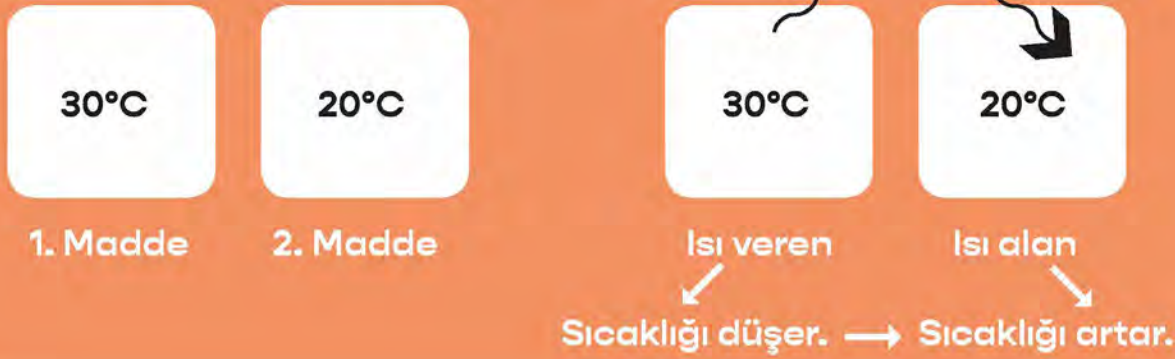 30°C 20°C 30°C 20°C
1. Madde 2. Madde Isı veren Isı alan
Sıcaklığı düşer. → Sıcaklığı artar.